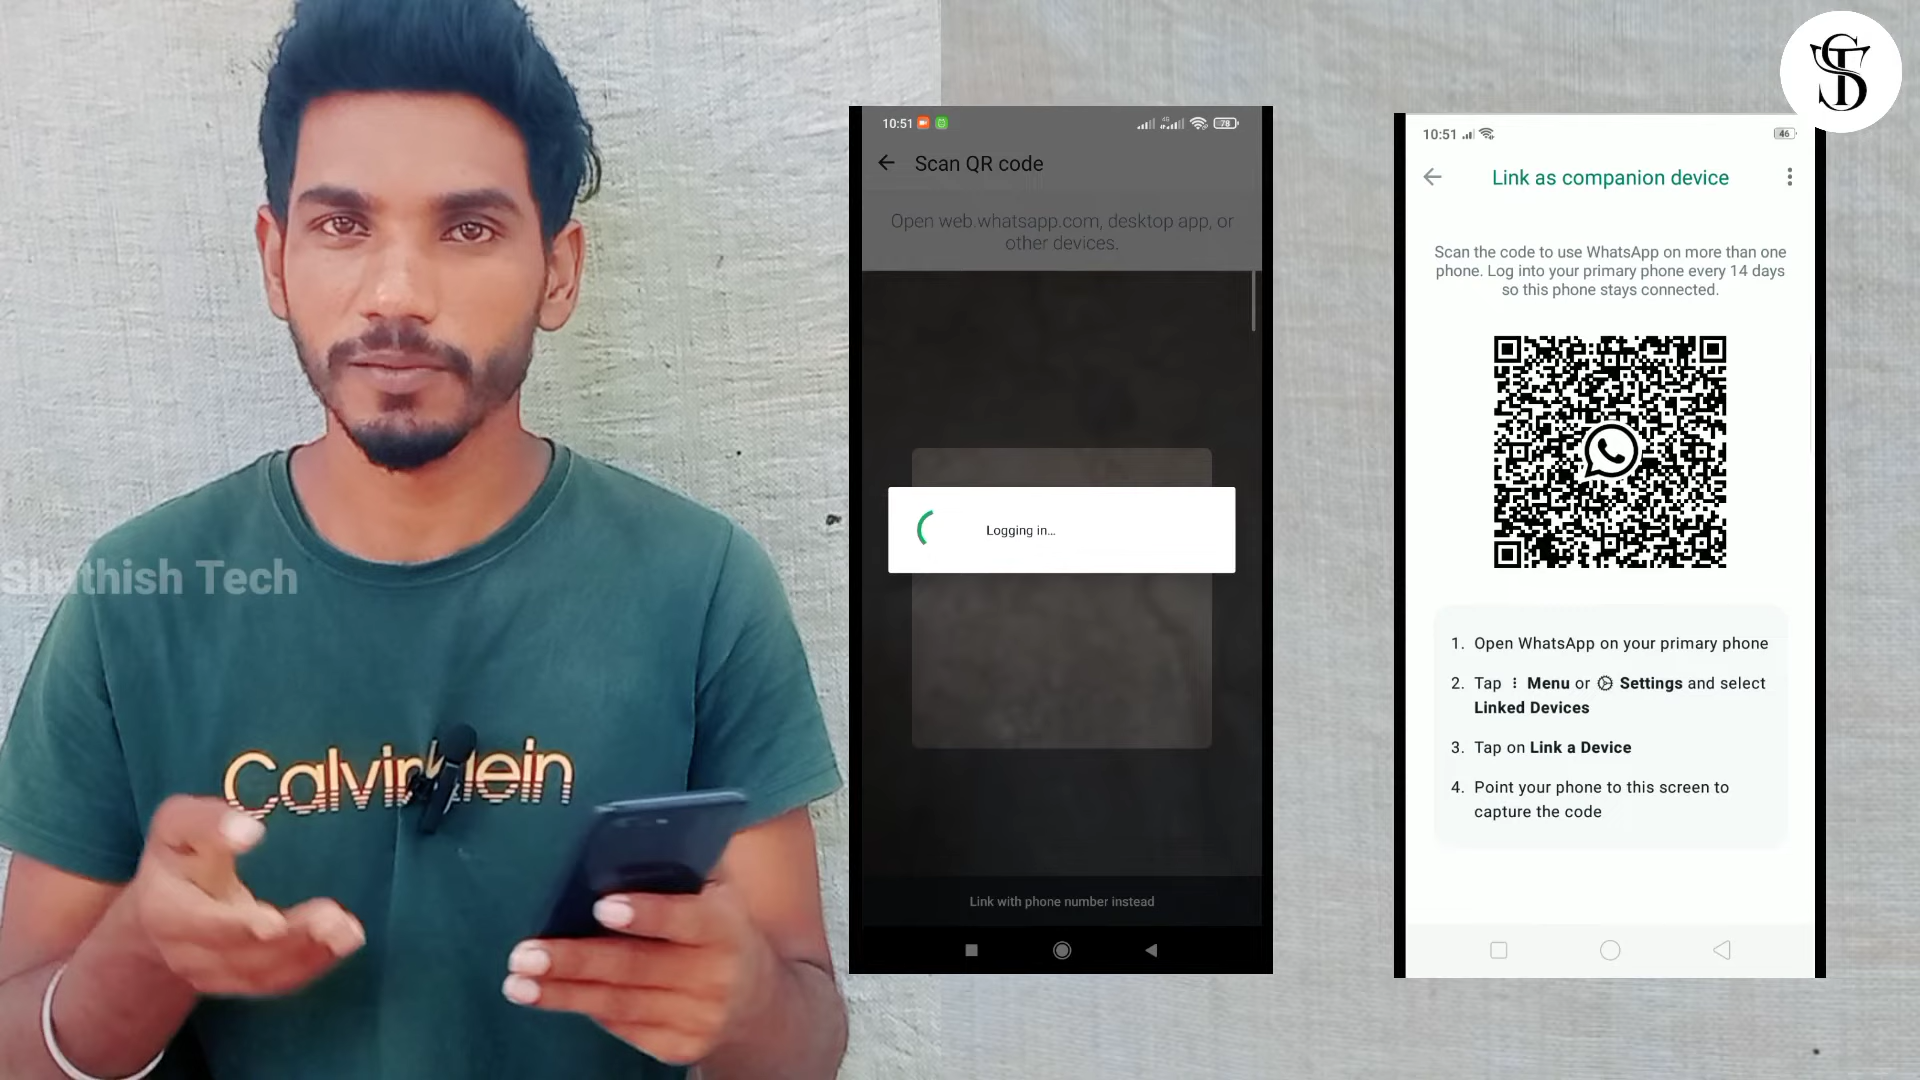 Shathish Tech
Calvin Klein
10:51
78
Scan QR code
Open web.whatsapp.com, desktop app, or
other devices.
Logging in...
Link with phone number instead
ST
10:51
46
Link as companion device
Scan the code to use WhatsApp on more than one
phone. Log into your primary phone every 14 days
so this phone stays connected.
1. Open WhatsApp on your primary phone
2. Tap Menu or Settings and select
Linked Devices
3. Tap on Link a Device
4. Point your phone to this screen to
capture the code